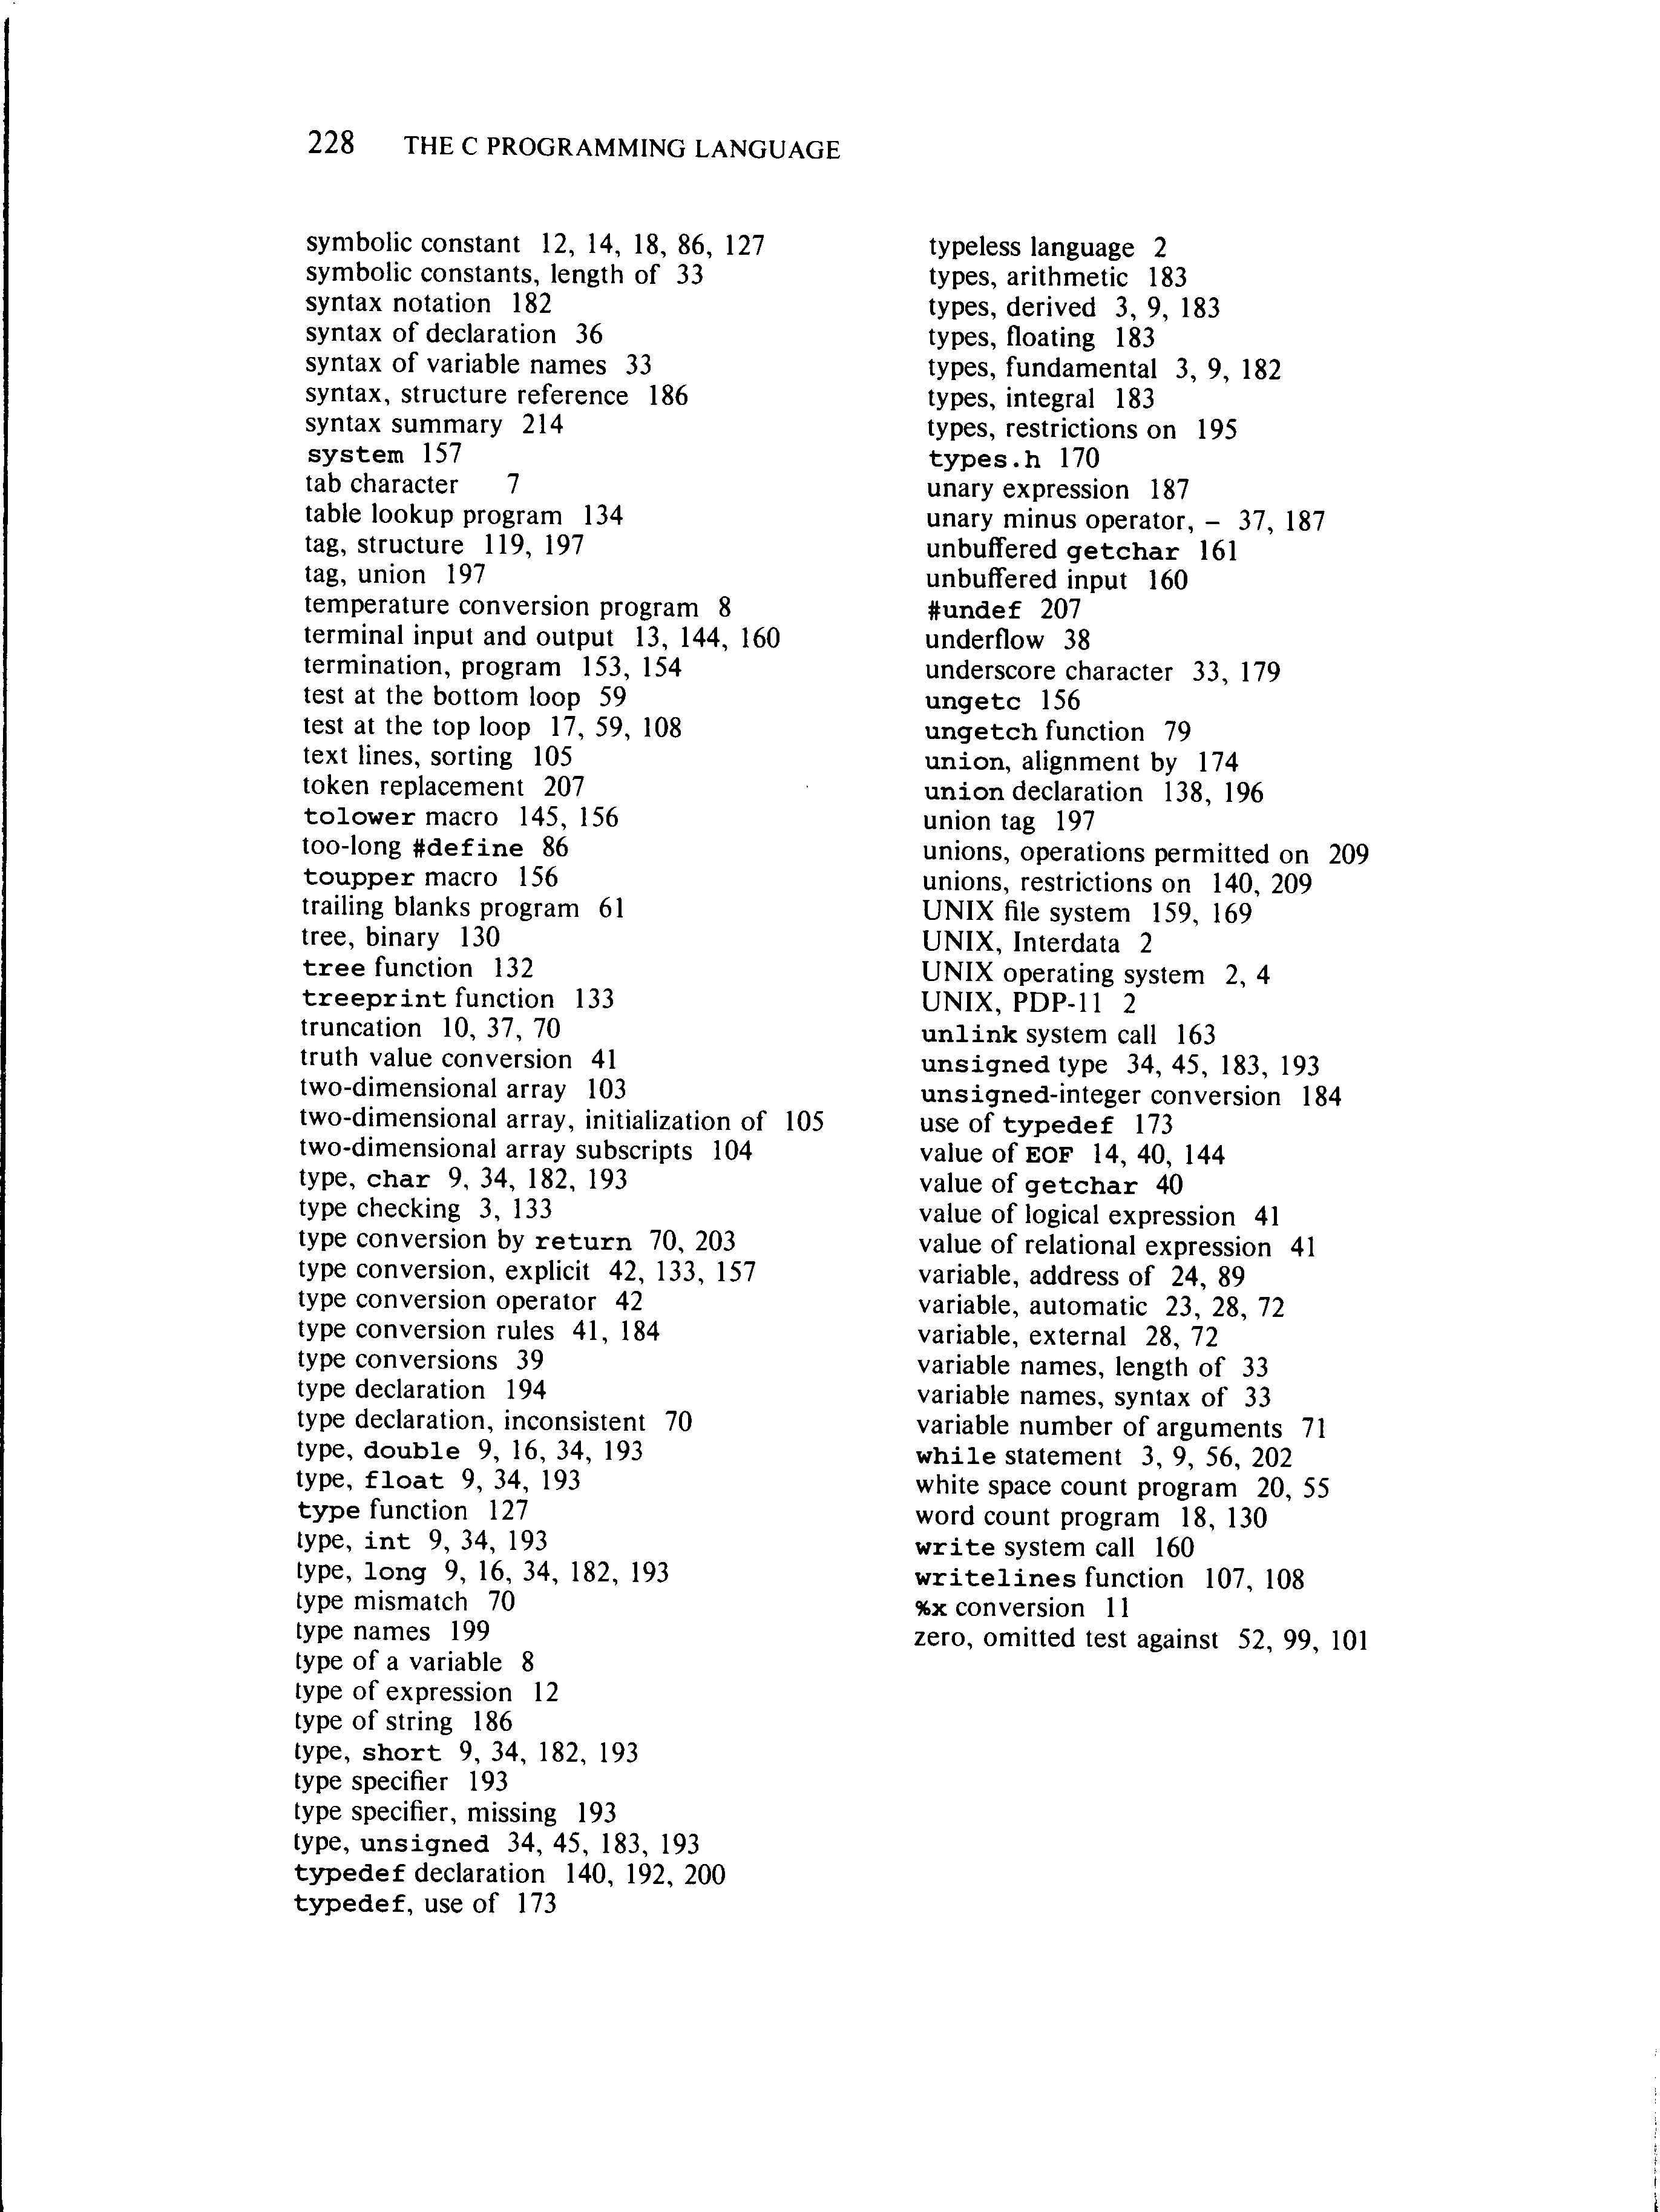 228 THE C PROGRAMMING LANGUAGE
symbolic constant 12, 14, 18, 86, 127
symbolic constants, length of 33
syntax notation 182
syntax of declaration 36
syntax of variable names 33
syntax, structure reference 186
syntax summary 214
system 157
tab character 7
table lookup program 134
tag, structure 119, 197
tag, union 197
temperature conversion program 8
terminal input and output 13, 144, 160
termination, program 153, 154
test at the bottom loop 59
test at the top loop 17, 59, 108
text lines, sorting 105
token replacement 207
tolower macro 145, 156
too-long #define 86
toupper macro 156
trailing blanks program 61
tree, binary 130
tree function 132
treeprint function 133
truncation 10, 37, 70
truth value conversion 41
two-dimensional array 103
two-dimensional array, initialization of 105
two-dimensional array subscripts 104
type, char 9, 34, 182, 193
type checking 3, 133
type conversion by return 70, 203
type conversion, explicit 42, 133, 157
type conversion operator 42
type conversion rules 41, 184
type conversions 39
type declaration 194
type declaration, inconsistent 70
type, double 9, 16, 34, 193
type, float 9, 34, 193
type function 127
type, int 9, 34, 193
type, long 9, 16, 34, 182, 193
type mismatch 70
type names 199
type of a variable 8
type of expression 12
type of string 186
type, short 9, 34, 182, 193
type specifier 193
type specifier, missing 193
type, unsigned 34, 45, 183, 193
typedef declaration 140, 192, 200
typedef, use of 173
typeless language 2
types, arithmetic 183
types, derived 3, 9, 183
types, floating 183
types, fundamental 3, 9, 182
types, integral 183
types, restrictions on 195
types.h 170
unary expression 187
unary minus operator, − 37, 187
unbuffered getchar 161
unbuffered input 160
#undef 207
underflow 38
underscore character 33, 179
ungetc 156
ungetch function 79
union, alignment by 174
union declaration 138, 196
union tag 197
unions, operations permitted on 209
unions, restrictions on 140, 209
UNIX file system 159, 169
UNIX, Interdata 2
UNIX operating system 2, 4
UNIX, PDP-11 2
unlink system call 163
unsigned type 34, 45, 183, 193
unsigned-integer conversion 184
use of typedef 173
value of EOF 14, 40, 144
value of getchar 40
value of logical expression 41
value of relational expression 41
variable, address of 24, 89
variable, automatic 23, 28, 72
variable, external 28, 72
variable names, length of 33
variable names, syntax of 33
variable number of arguments 71
while statement 3, 9, 56, 202
white space count program 20, 55
word count program 18, 130
write system call 160
writelines function 107, 108
%x conversion 11
zero, omitted test against 52, 99, 101